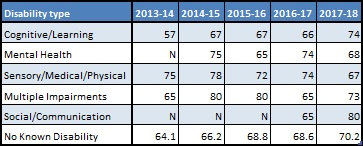 Disability type 2013-14 2014-15 2015-16 2016-17 2017-18
Cognitive/Learning 57 67 67 66 74
Mental Health N 75 65 74 68
Sensory/Medical/Physical 75 78 72 74 67
Multiple Impairments 65 80 80 65 73
Social/Communication N N N 65 80
No Known Disability 64.1 66.2 68.8 68.6 70.2